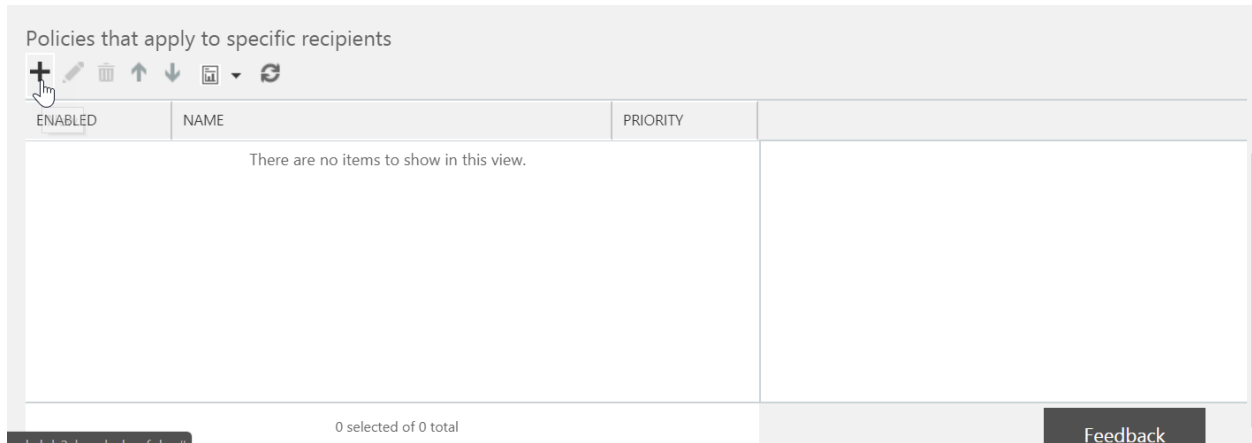 Policies that apply to specific recipients
ENABLED NAME PRIORITY
There are no items to show in this view.
0 selected of 0 total
Feedback